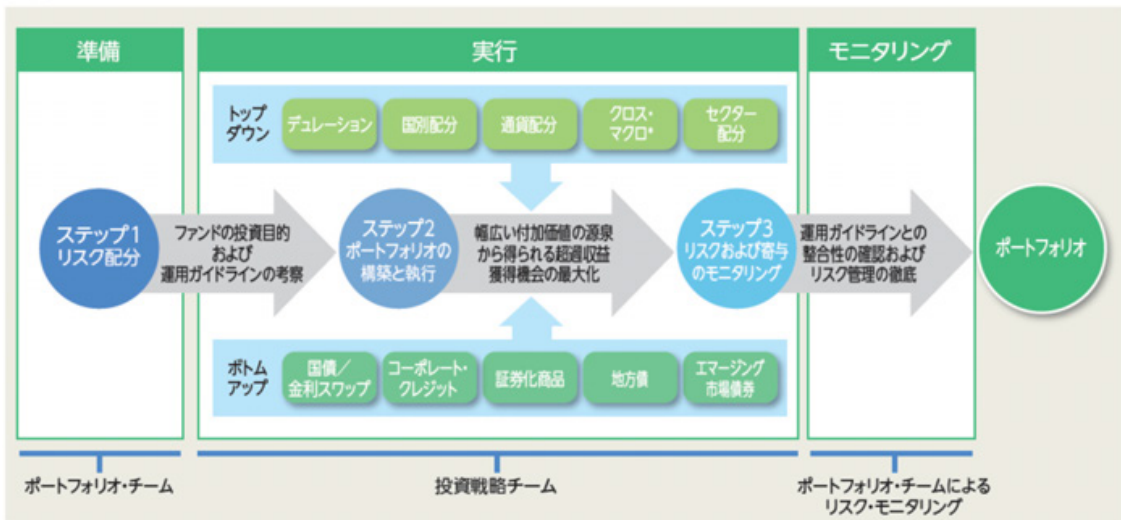 準備
実行
モニタリング
トップ
ダウン
デュレーション
国別配分
通貨配分
クロス・
マクロ*
セクター
配分
ステップ1
リスク配分
ファンドの投資目的
および
運用ガイドラインの考察
ステップ2
ポートフォリオの
構築と執行
幅広い付加価値の源泉
から得られる超過収益
獲得機会の最大化
ステップ3
リスクおよび寄与
のモニタリング
運用ガイドラインとの
整合性の確認および
リスク管理の徹底
ポートフォリオ
ボトム
アップ
国債／
金利スワップ
コーポレート・
クレジット
証券化商品
地方債
エマージング
市場債券
ポートフォリオ・チーム
投資戦略チーム
ポートフォリオ・チームによる
リスク・モニタリング